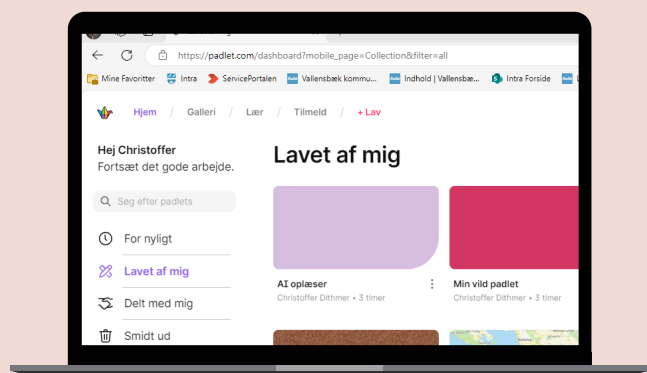 https://padlet.com/dashboard?mobile_page=Collection&filter=all
Mine Favoritter Intra ServicePortalen Vallensbæk kommu... Indhold | Vallensbæ... Intra Forside
Hjem / Galleri / Lær / Tilmeld / + Lav
Hej Christoffer
Fortsæt det gode arbejde.
Lavet af mig
Søg efter padlets
For nyligt
Lavet af mig
Delt med mig
Smidt ud
AI oplæser
Christoffer Dithmer • 3 timer
Min vild padlet
Christoffer Dithmer • 3 timer